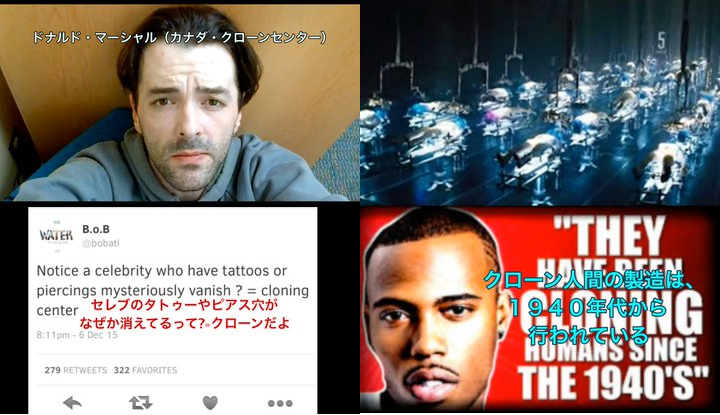 ドナルド・マーシャル（カナダ・クローンセンター）
5
WATER
B.o.B
@bobatl
Notice a celebrity who have tattoos or
piercings mysteriously vanish ? = cloning
center
セレブのタトゥーやピアス穴が
なぜか消えてるって?=クローンだよ
8:11pm - 6 Dec 15
279 RETWEETS 322 FAVORITES
"THEY
HAVE BEEN
CLONING
HUMANS SINCE
THE 1940'S"
クローン人間の製造は、
１９４０年代から
行われている